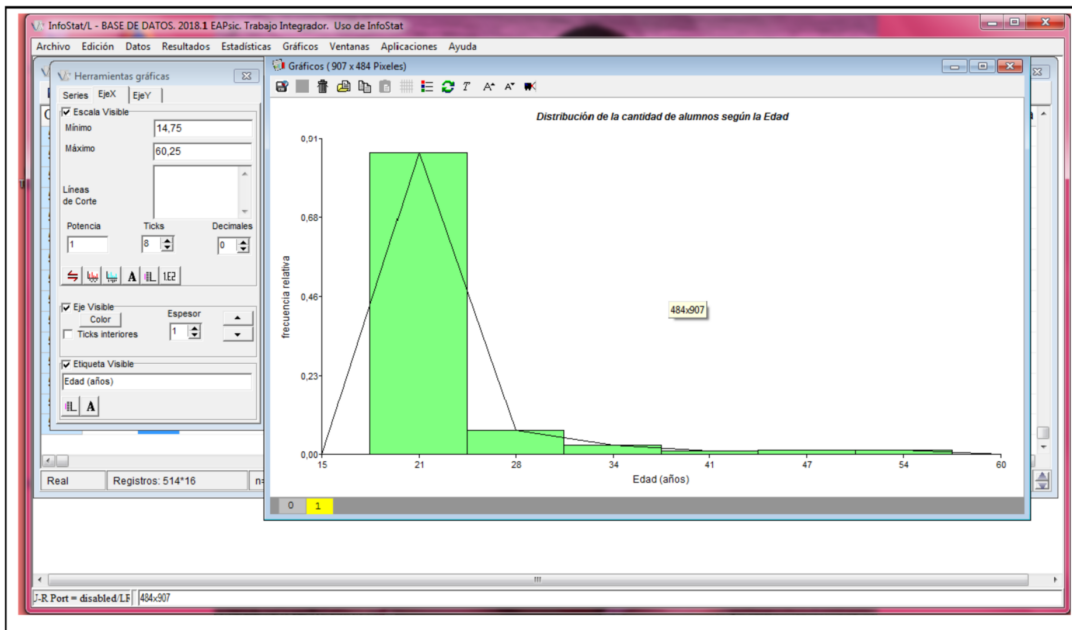 InfoStat/L - BASE DE DATOS. 2018.1 EAPsic. Trabajo Integrador. Uso de InfoStat
Archivo Edición Datos Resultados Estadísticas Gráficos Ventanas Aplicaciones Ayuda
Herramientas gráficas
Series EjeX EjeY
Escala Visible
Mínimo 14,75
Máximo 60,25
Líneas
de Corte
Potencia Ticks Decimales
1 8 0
A L 1E2
Eje Visible
Color Espesor
Ticks interiores 1
Etiqueta Visible
Edad (años)
L A
Real Registros: 514*16
Gráficos ( 907 x 484 Pixeles)
T A A
Distribución de la cantidad de alumnos según la Edad
0,91
0,68
0,46
0,23
0,00
frecuencia relativa
484x907
15 21 28 34 41 47 54 60
Edad (años)
0 1
J-R Port = disabled/LF 484x907